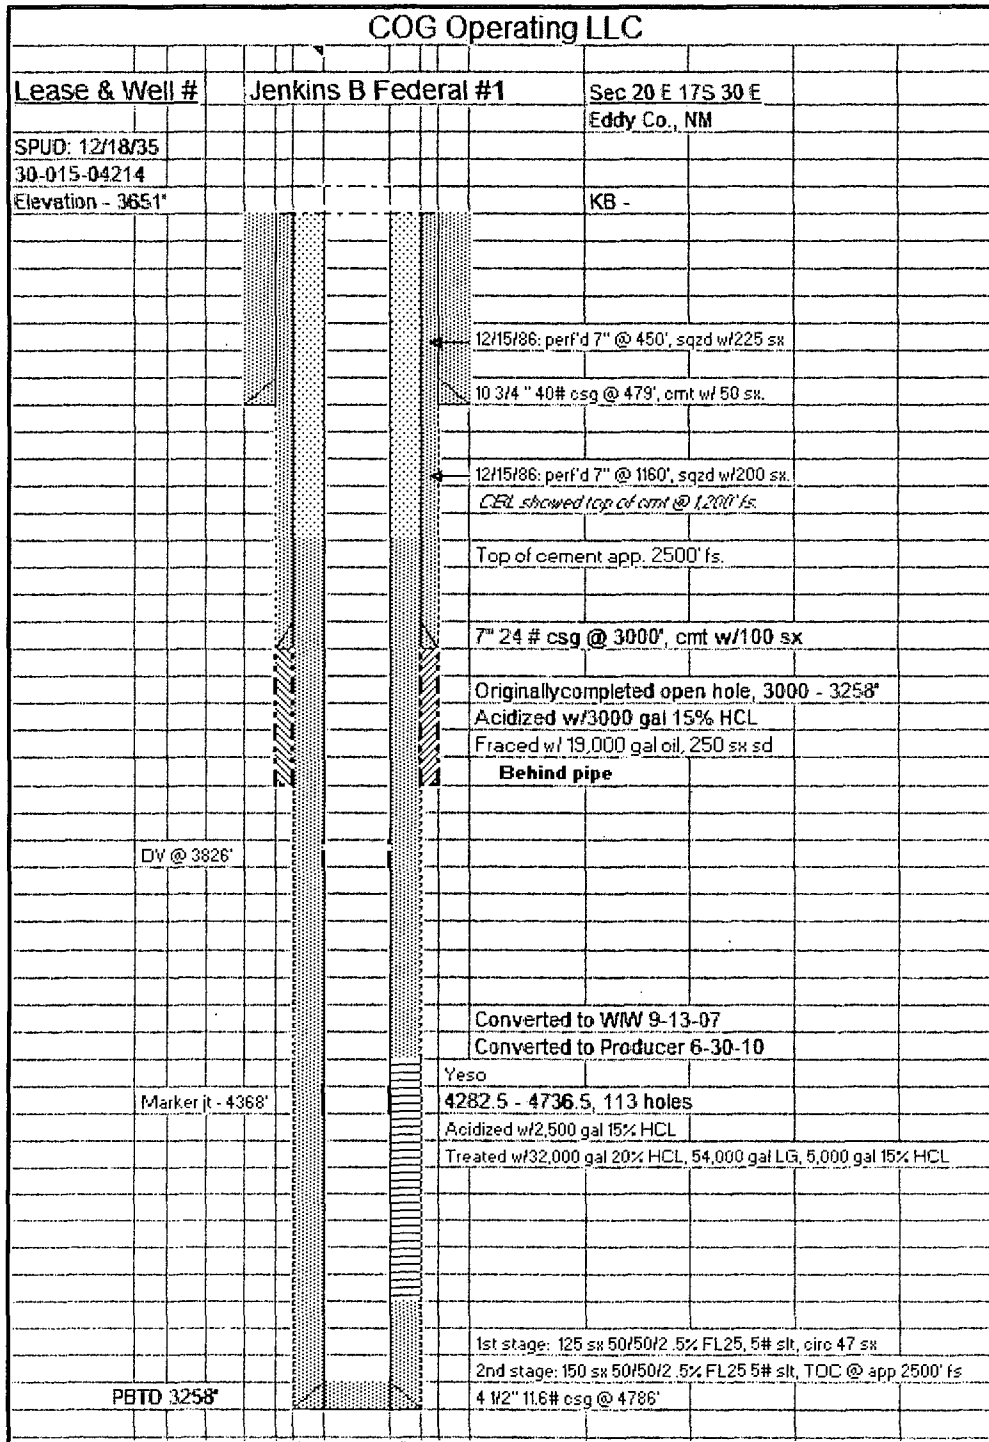 COG Operating LLC
Lease & Well # Jenkins B Federal #1 Sec 20 E 17S 30 E
Eddy Co., NM
SPUD: 12/18/35
30-015-04214
Elevation - 3651' KB -
12/15/86: perf'd 7" @ 450', sqzd w/225 sx
10 3/4 " 40# csg @ 479', cmt w/ 50 sx.
12/15/86: perf'd 7" @ 1160', sqzd w/200 sx.
CBL showed top of cmt @ 1,200' fs.
Top of cement app. 2500' fs.
7" 24 # csg @ 3000', cmt w/100 sx
Originallycompleted open hole, 3000 - 3258'
Acidized w/3000 gal 15% HCL
Fraced w/ 19,000 gal oil, 250 sx sd
Behind pipe
DV @ 3826'
Converted to WIW 9-13-07
Converted to Producer 6-30-10
Yeso
Marker jt - 4368' 4282.5 - 4736.5, 113 holes
Acidized w/2,500 gal 15% HCL
Treated w/32,000 gal 20% HCL, 54,000 gal LG, 5,000 gal 15% HCL
1st stage: 125 sx 50/50/2 .5% FL25, 5# slt, circ 47 sx
2nd stage: 150 sx 50/50/2 .5% FL25 5# slt, TOC @ app 2500' fs
PBTD 3258' 4 1/2" 11.6# csg @ 4786'